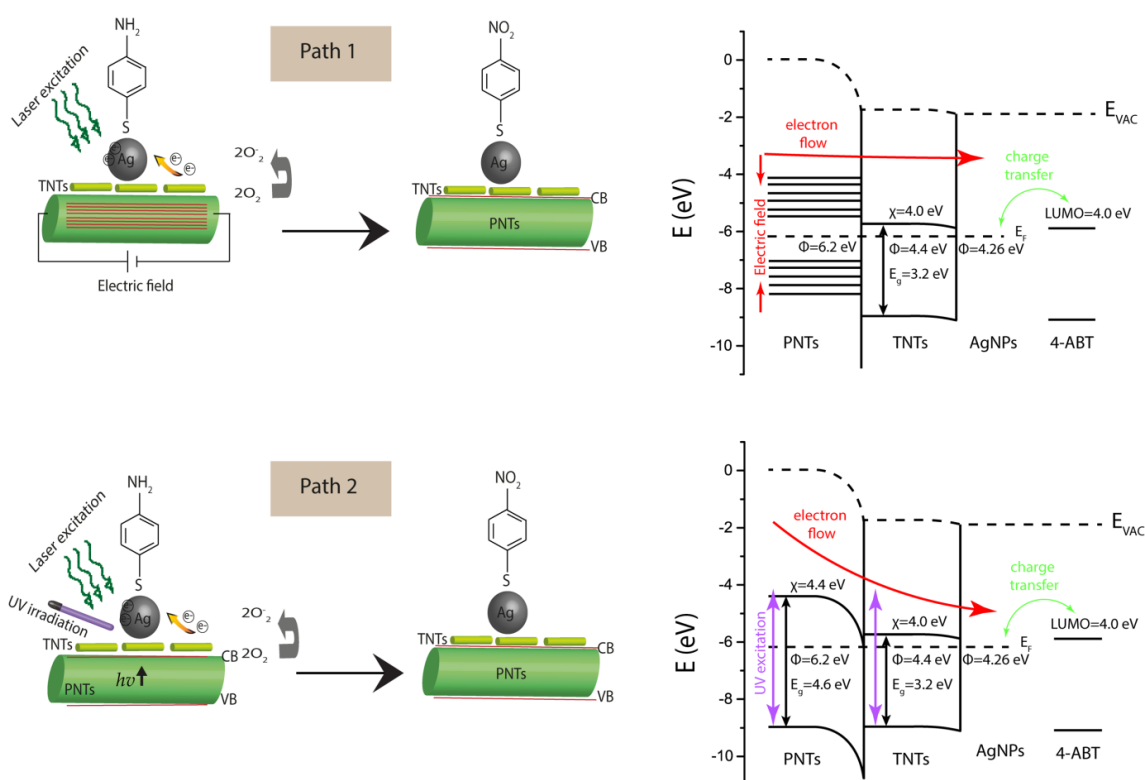 Path 1
NH2
Laser excitation
S
Ag
e-
e-
e-
e-
TNTs
2O-2
2O2
Electric field
NO2
S
Ag
TNTs
CB
PNTs
VB
E (eV)
0
-2
-4
-6
-8
-10
EVAC
electron
flow
charge
transfer
Electric field
χ=4.0 eV
LUMO=4.0 eV
EF
Φ=6.2 eV
Φ=4.4 eV
Φ=4.26 eV
Eg=3.2 eV
PNTs
TNTs
AgNPs
4-ABT
Path 2
NH2
Laser excitation
UV irradiation
S
Ag
e-
e-
e-
e-
TNTs
2O-2
2O2
CB
PNTs
hν
VB
NO2
S
Ag
TNTs
CB
PNTs
VB
E (eV)
0
-2
-4
-6
-8
-10
EVAC
electron
flow
charge
transfer
UV excitation
χ=4.4 eV
χ=4.0 eV
LUMO=4.0 eV
EF
Φ=6.2 eV
Φ=4.4 eV
Φ=4.26 eV
Eg=4.6 eV
Eg=3.2 eV
PNTs
TNTs
AgNPs
4-ABT